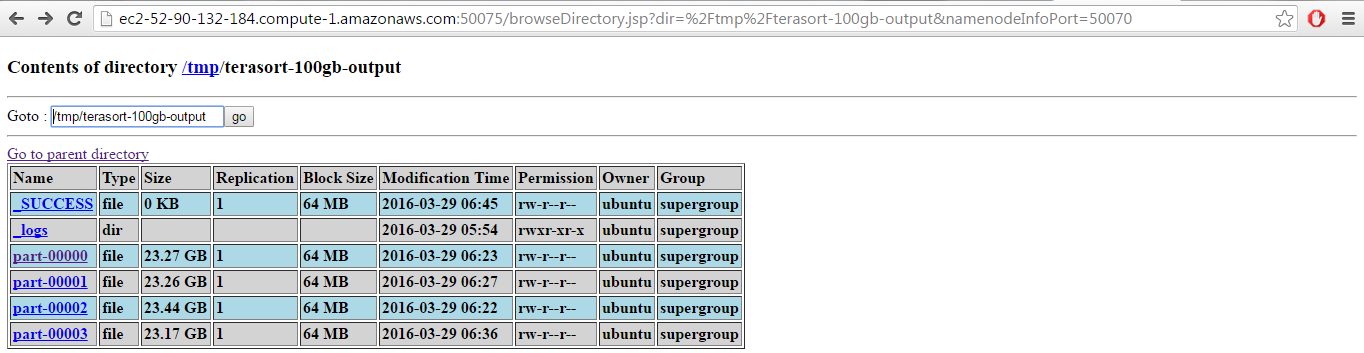 ec2-52-90-132-184.compute-1.amazonaws.com:50075/browseDirectory.jsp?dir=%2Ftmp%2Fterasort-100gb-output&namenodeInfoPort=50070
Contents of directory /tmp/terasort-100gb-output
Goto : /tmp/terasort-100gb-output go
Go to parent directory
Name Type Size Replication Block Size Modification Time Permission Owner Group
_SUCCESS file 0 KB 1 64 MB 2016-03-29 06:45 rw-r--r-- ubuntu supergroup
_logs dir 2016-03-29 05:54 rwxr-xr-x ubuntu supergroup
part-00000 file 23.27 GB 1 64 MB 2016-03-29 06:23 rw-r--r-- ubuntu supergroup
part-00001 file 23.26 GB 1 64 MB 2016-03-29 06:27 rw-r--r-- ubuntu supergroup
part-00002 file 23.44 GB 1 64 MB 2016-03-29 06:22 rw-r--r-- ubuntu supergroup
part-00003 file 23.17 GB 1 64 MB 2016-03-29 06:36 rw-r--r-- ubuntu supergroup